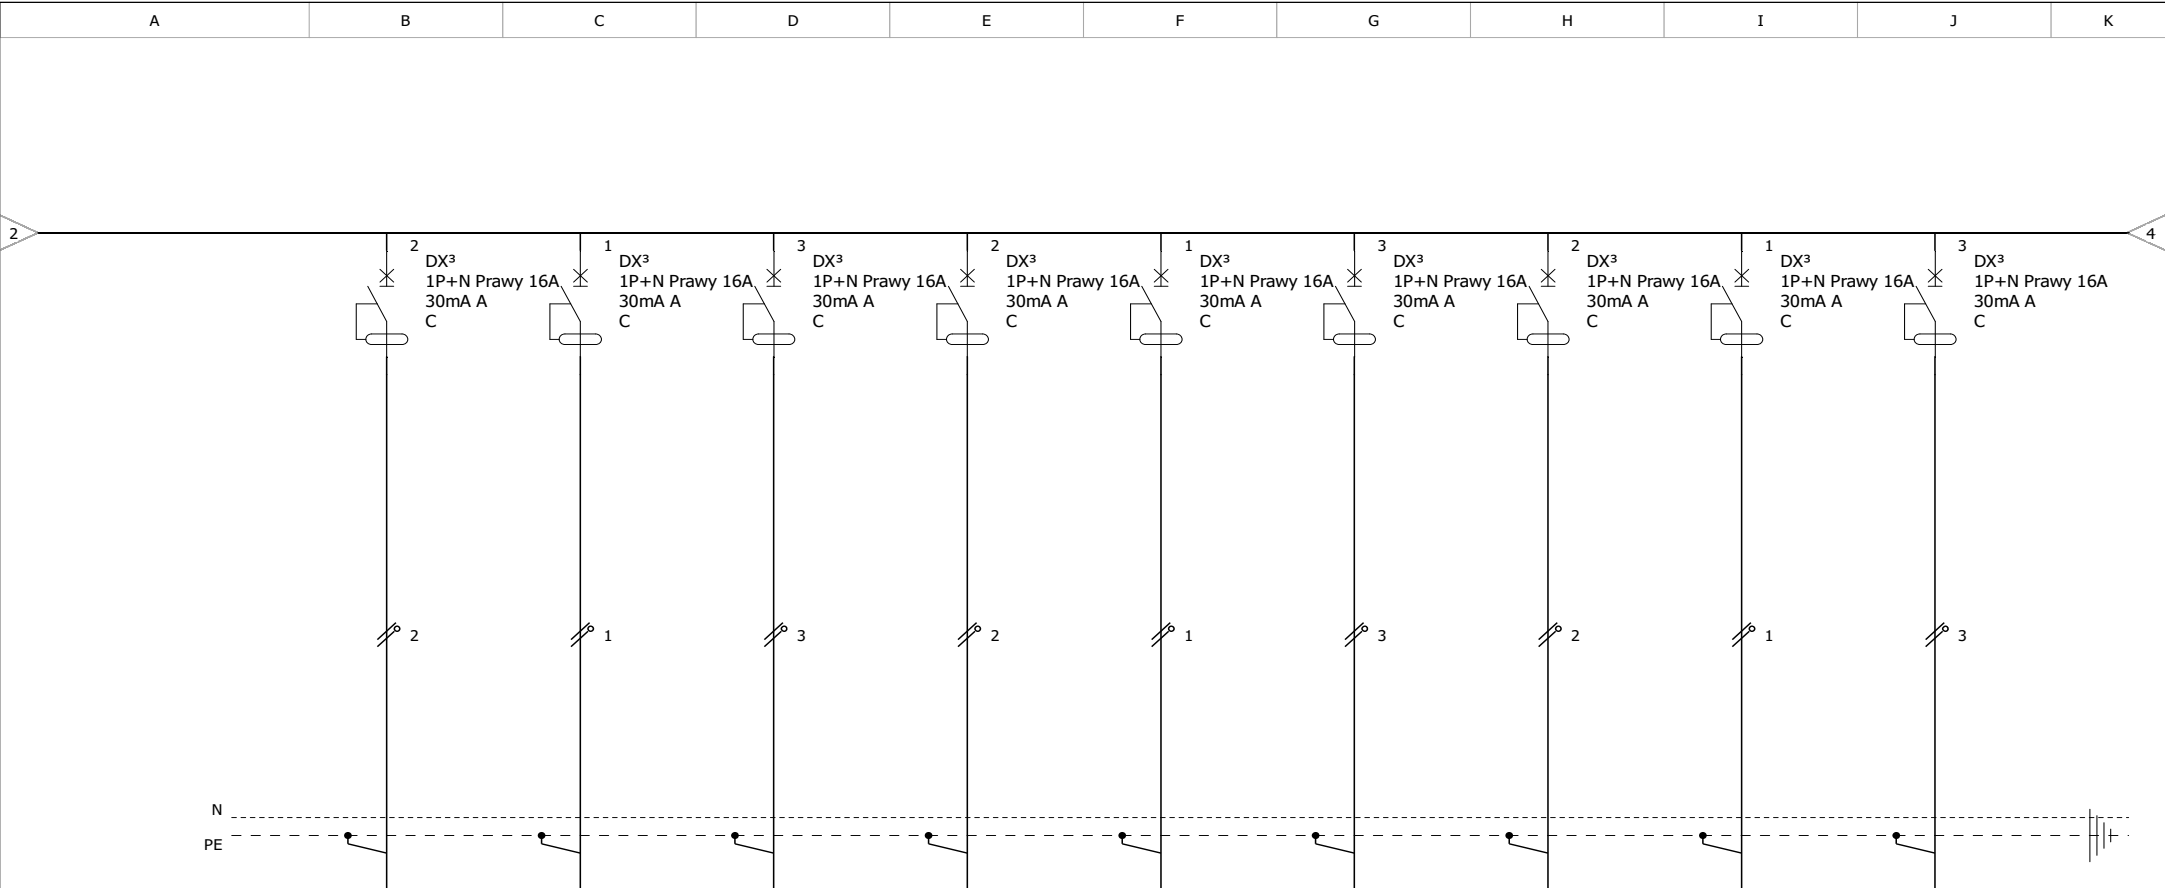 A B C D E F G H I J K
2 4
2 1 3 2 1 3 2 1 3
DX³ DX³ DX³ DX³ DX³ DX³ DX³ DX³ DX³
1P+N Prawy 16A 1P+N Prawy 16A 1P+N Prawy 16A 1P+N Prawy 16A 1P+N Prawy 16A 1P+N Prawy 16A 1P+N Prawy 16A 1P+N Prawy 16A 1P+N Prawy 16A
30mA A 30mA A 30mA A 30mA A 30mA A 30mA A 30mA A 30mA A 30mA A
C C C C C C C C C
2 1 3 2 1 3 2 1 3
N
PE